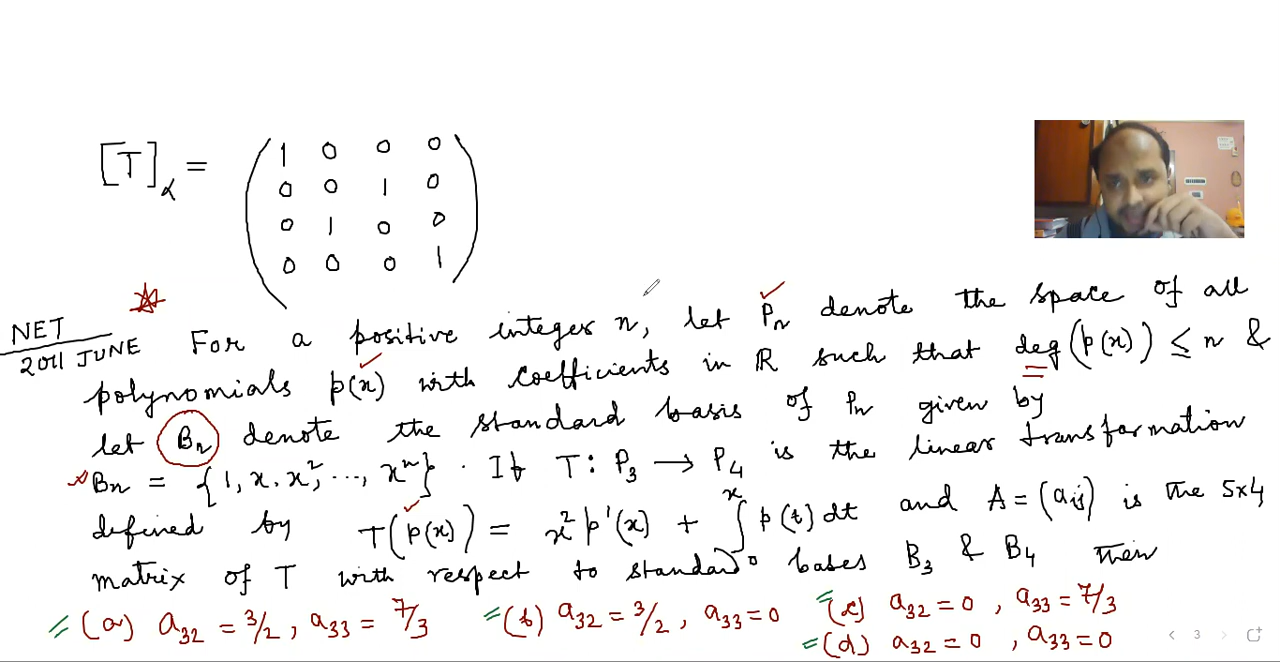 [T]α = ( 1 0 0 0
0 0 1 0
0 1 0 0
0 0 0 1 )
NET
2011 JUNE
For a positive integer n, let Pn denote the space of all
polynomials p(x) with coefficients in R such that deg(p(x)) ≤ n &
let Bn denote the standard basis of Pn given by
Bn = {1, x, x², ..., xⁿ}. If T: P₃ → P₄ is the linear transformation
defined by T(p(x)) = x² p'(x) + ∫₀ˣ p(t) dt and A = (aij) is the 5x4
matrix of T with respect to standard bases B₃ & B₄ then
(a) a₃₂ = 3/2, a₃₃ = 7/3 (b) a₃₂ = 3/2, a₃₃ = 0 (c) a₃₂ = 0, a₃₃ = 7/3
(d) a₃₂ = 0, a₃₃ = 0
3